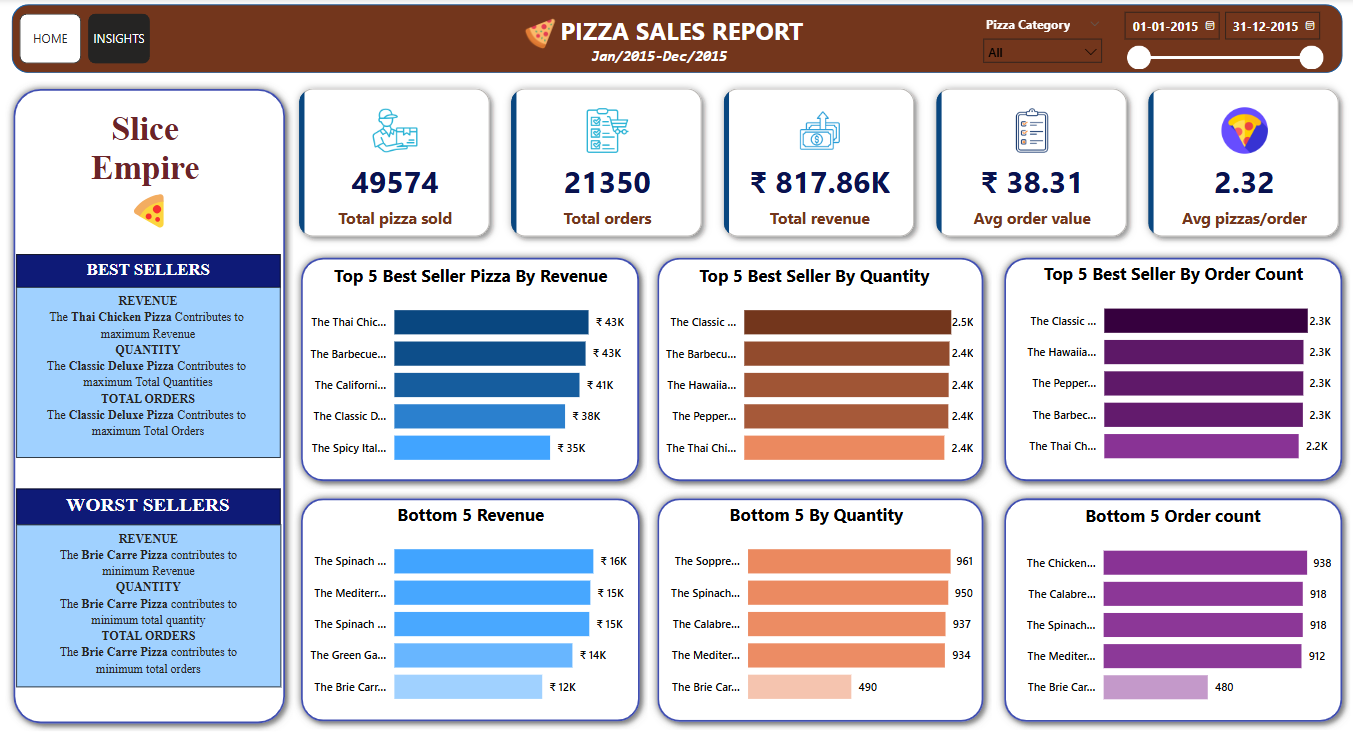 HOME
INSIGHTS
PIZZA SALES REPORT
Jan/2015-Dec/2015
Pizza Category
All
01-01-2015
31-12-2015
Slice
Empire
BEST SELLERS
REVENUE
The Thai Chicken Pizza Contributes to
maximum Revenue
QUANTITY
The Classic Deluxe Pizza Contributes to
maximum Total Quantities
TOTAL ORDERS
The Classic Deluxe Pizza Contributes to
maximum Total Orders
WORST SELLERS
REVENUE
The Brie Carre Pizza contributes to
minimum Revenue
QUANTITY
The Brie Carre Pizza contributes to
minimum total quantity
TOTAL ORDERS
The Brie Carre Pizza contributes to
minimum total orders
49574
Total pizza sold
21350
Total orders
₹ 817.86K
Total revenue
₹ 38.31
Avg order value
2.32
Avg pizzas/order
Top 5 Best Seller Pizza By Revenue
The Thai Chic... ₹ 43K
The Barbecue... ₹ 43K
The Californi... ₹ 41K
The Classic D... ₹ 38K
The Spicy Ital... ₹ 35K
Top 5 Best Seller By Quantity
The Classic ... 2.5K
The Barbecu... 2.4K
The Hawaiia... 2.4K
The Pepper... 2.4K
The Thai Chi... 2.4K
Top 5 Best Seller By Order Count
The Classic ... 2.3K
The Hawaiia... 2.3K
The Pepper... 2.3K
The Barbec... 2.3K
The Thai Ch... 2.2K
Bottom 5 Revenue
The Spinach ... ₹ 16K
The Mediterr... ₹ 15K
The Spinach ... ₹ 15K
The Green Ga... ₹ 14K
The Brie Carr... ₹ 12K
Bottom 5 By Quantity
The Soppre... 961
The Spinach... 950
The Calabre... 937
The Mediter... 934
The Brie Car... 490
Bottom 5 Order count
The Chicken... 938
The Calabre... 918
The Spinach... 918
The Mediter... 912
The Brie Car... 480